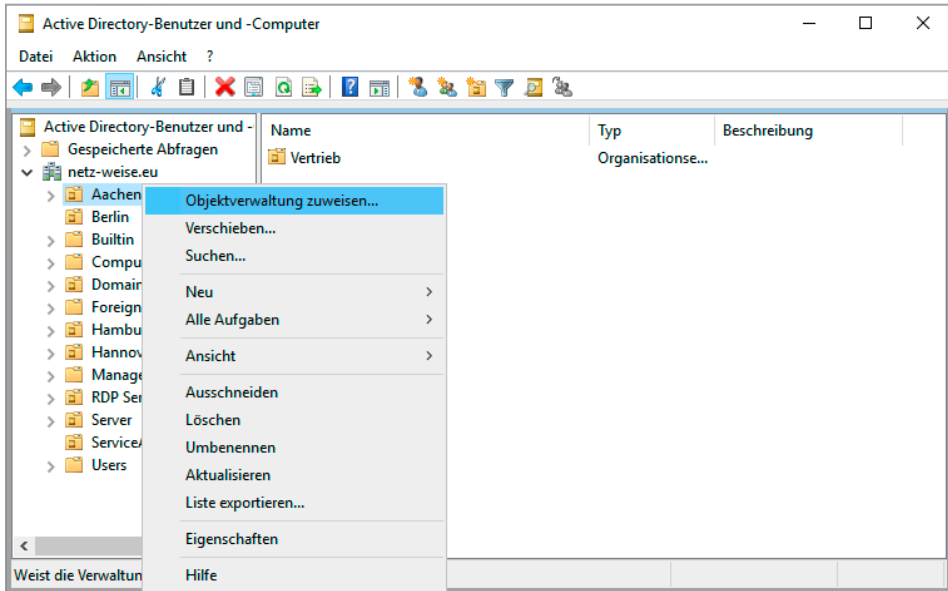 Active Directory-Benutzer und -Computer
Datei Aktion Ansicht ?
Active Directory-Benutzer und -
Gespeicherte Abfragen
netz-weise.eu
Aachen
Berlin
Builtin
Compu
Domain
Foreign
Hambu
Hannov
Manage
RDP Ser
Server
ServiceA
Users
Name Typ Beschreibung
Vertrieb Organisationse...
Objektverwaltung zuweisen...
Verschieben...
Suchen...
Neu
Alle Aufgaben
Ansicht
Ausschneiden
Löschen
Umbenennen
Aktualisieren
Liste exportieren...
Eigenschaften
Hilfe
Weist die Verwaltun